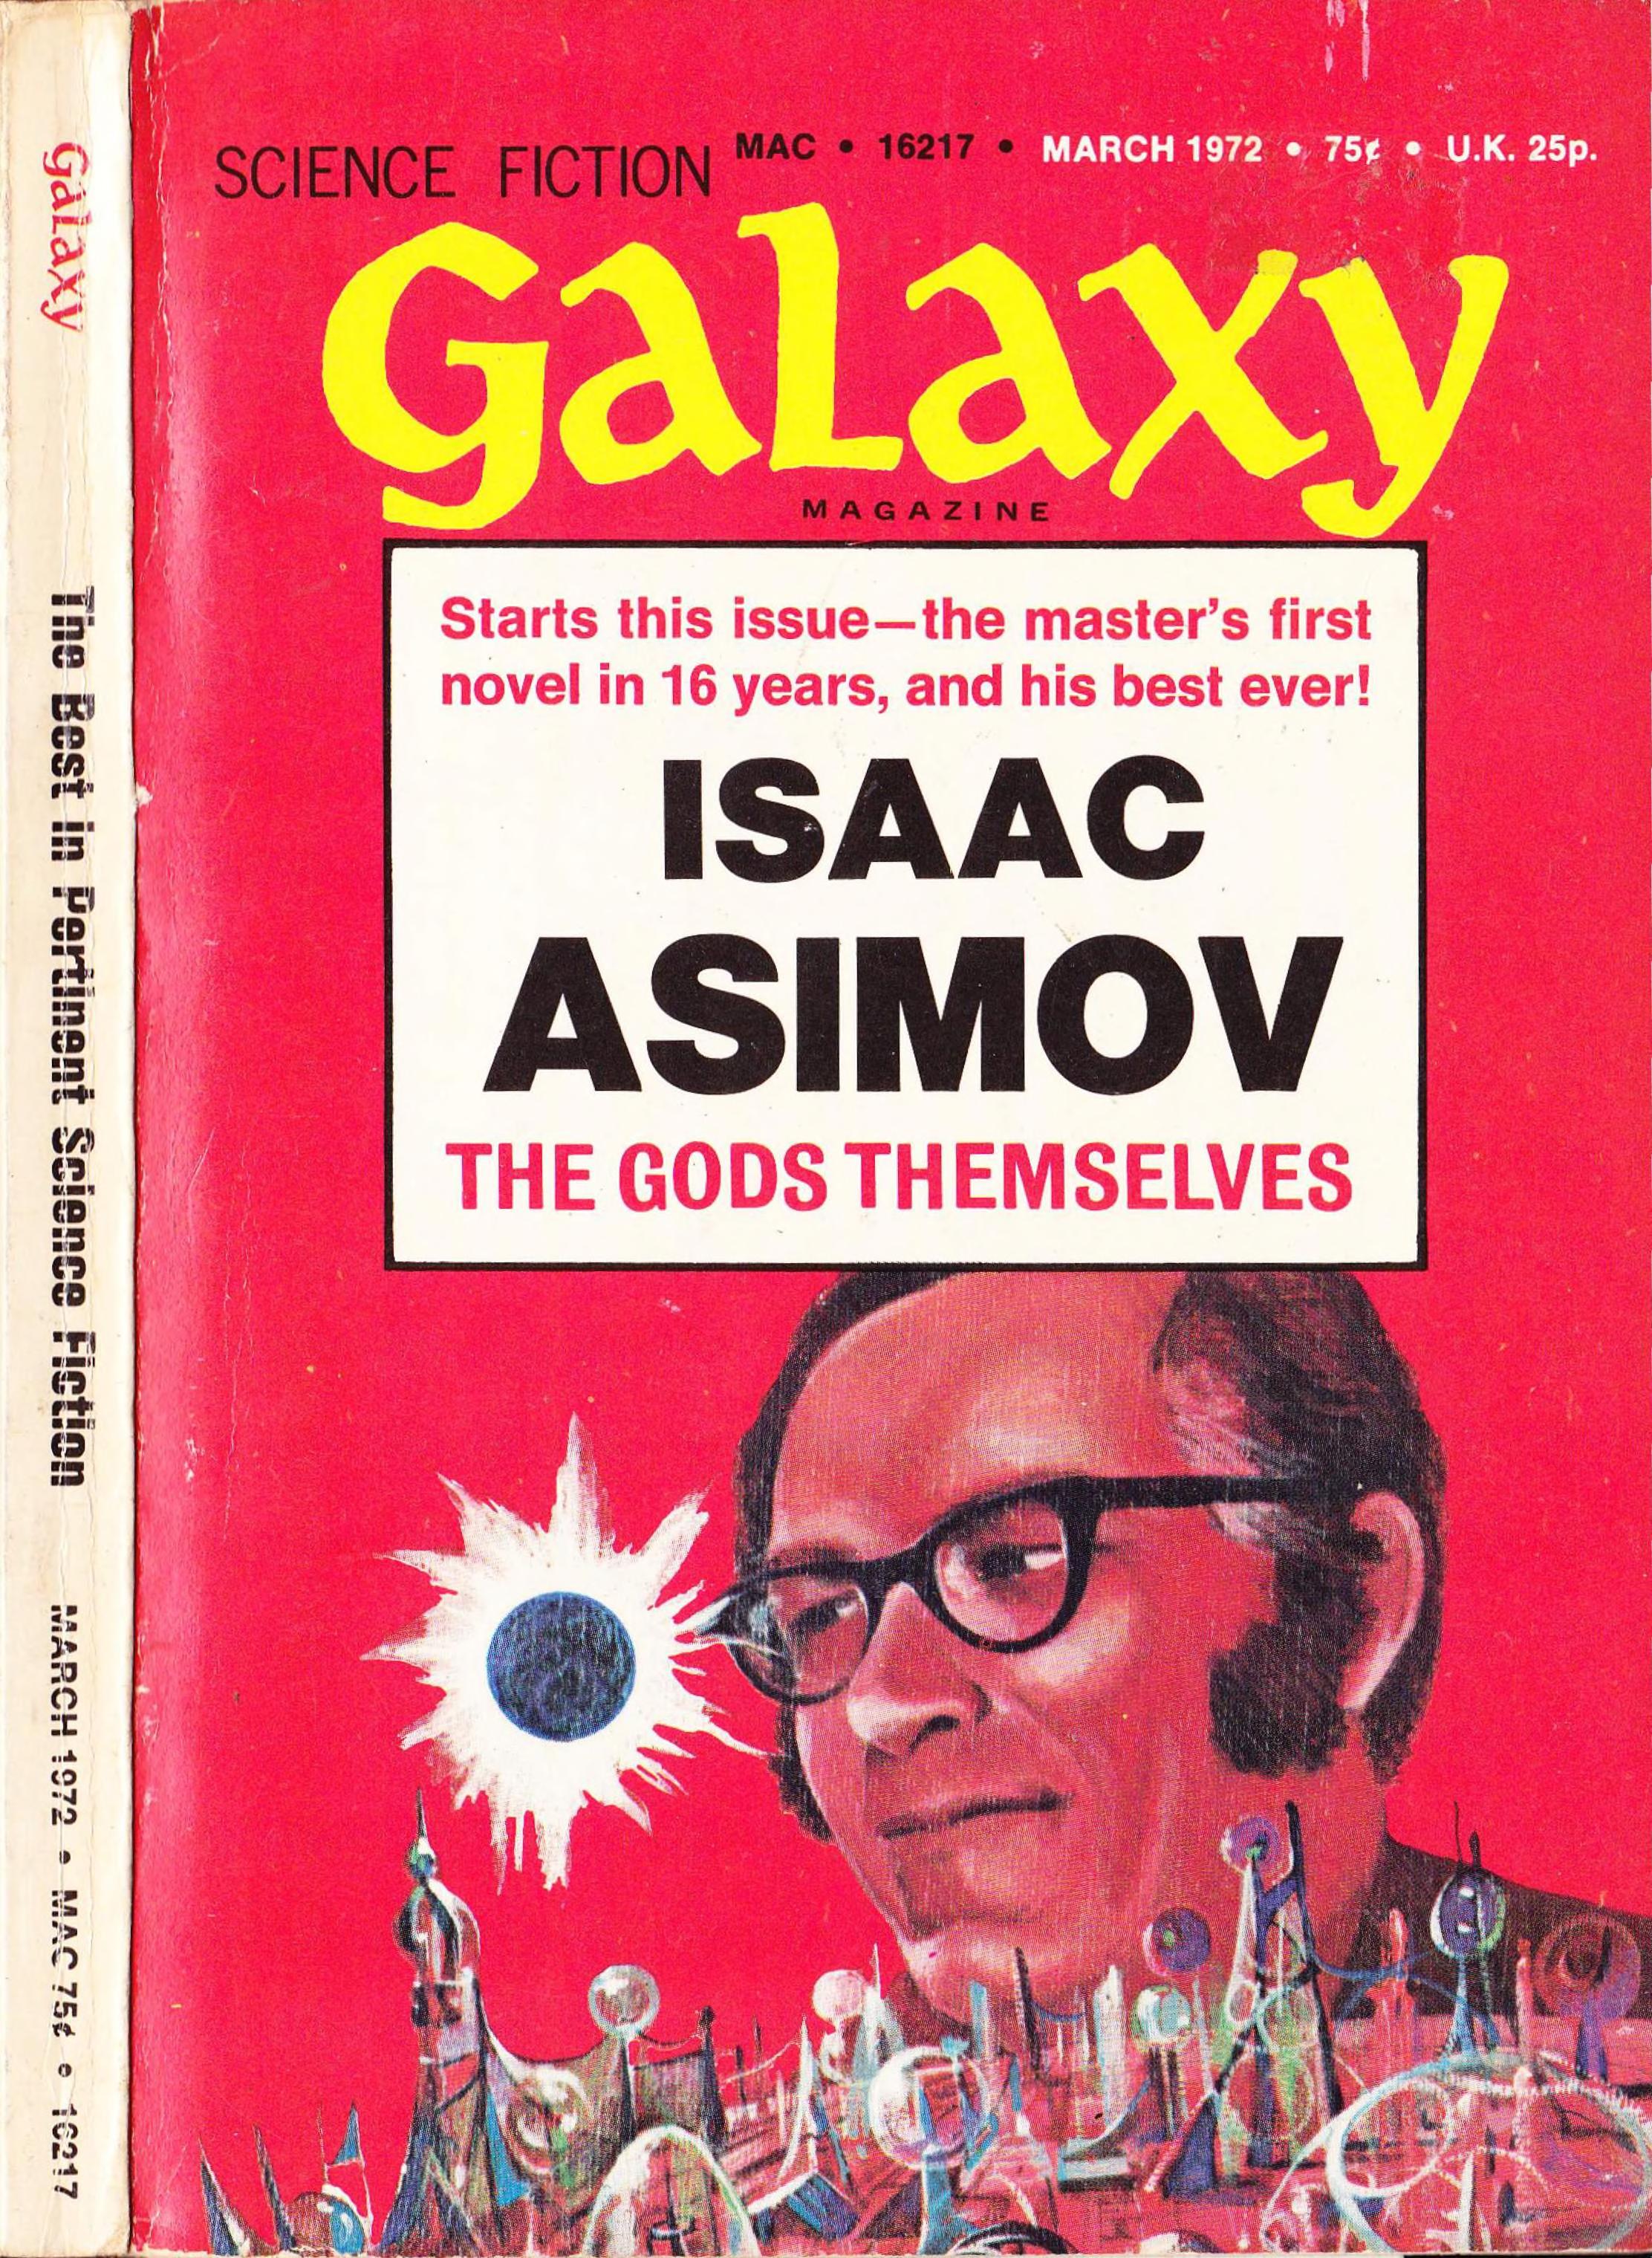 Galaxy
The Best in Pertinent Science Fiction
MARCH 1972 • MAC 75¢ • 16217
SCIENCE FICTION
MAC • 16217 • MARCH 1972 • 75¢ • U.K. 25p.
Galaxy
MAGAZINE
Starts this issue—the master's first
novel in 16 years, and his best ever!
ISAAC
ASIMOV
THE GODS THEMSELVES